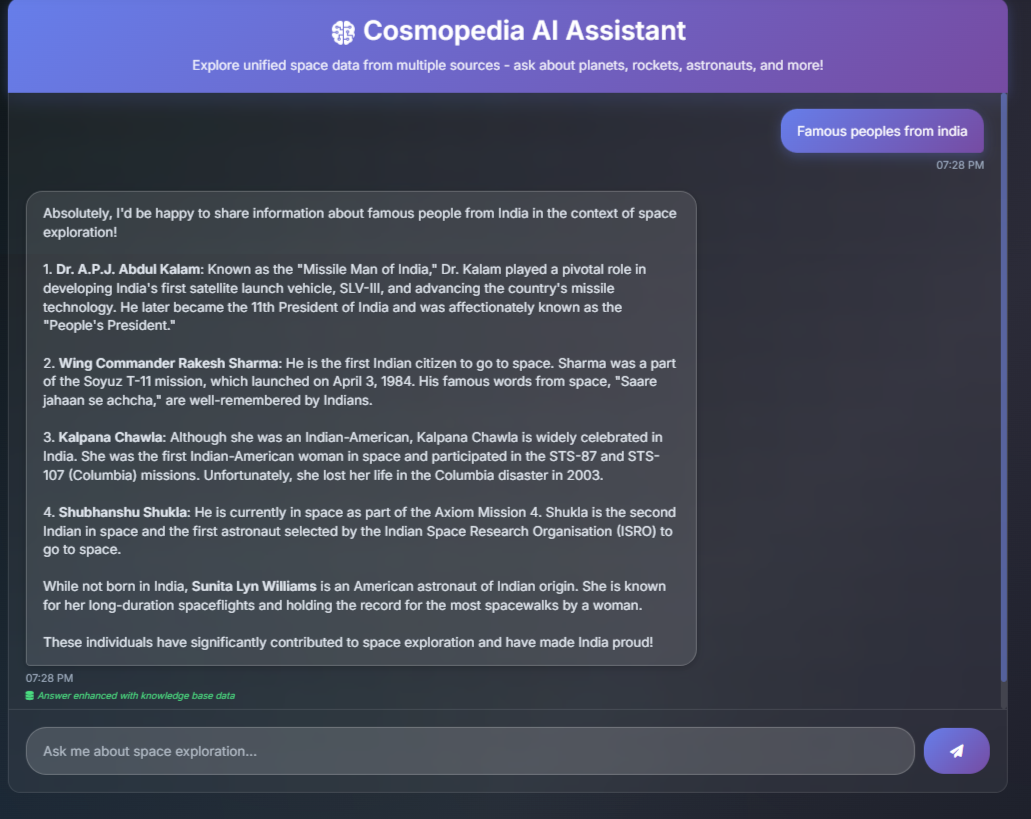 Cosmopedia AI Assistant
Explore unified space data from multiple sources - ask about planets, rockets, astronauts, and more!
Famous peoples from india
07:28 PM
Absolutely, I'd be happy to share information about famous people from India in the context of space
exploration!
1. Dr. A.P.J. Abdul Kalam: Known as the "Missile Man of India," Dr. Kalam played a pivotal role in
developing India's first satellite launch vehicle, SLV-III, and advancing the country's missile
technology. He later became the 11th President of India and was affectionately known as the
"People's President."
2. Wing Commander Rakesh Sharma: He is the first Indian citizen to go to space. Sharma was a part
of the Soyuz T-11 mission, which launched on April 3, 1984. His famous words from space, "Saare
jahaan se achcha," are well-remembered by Indians.
3. Kalpana Chawla: Although she was an Indian-American, Kalpana Chawla is widely celebrated in
India. She was the first Indian-American woman in space and participated in the STS-87 and STS-
107 (Columbia) missions. Unfortunately, she lost her life in the Columbia disaster in 2003.
4. Shubhanshu Shukla: He is currently in space as part of the Axiom Mission 4. Shukla is the second
Indian in space and the first astronaut selected by the Indian Space Research Organisation (ISRO) to
go to space.
While not born in India, Sunita Lyn Williams is an American astronaut of Indian origin. She is known
for her long-duration spaceflights and holding the record for the most spacewalks by a woman.
These individuals have significantly contributed to space exploration and have made India proud!
07:28 PM
Answer enhanced with knowledge base data
Ask me about space exploration...